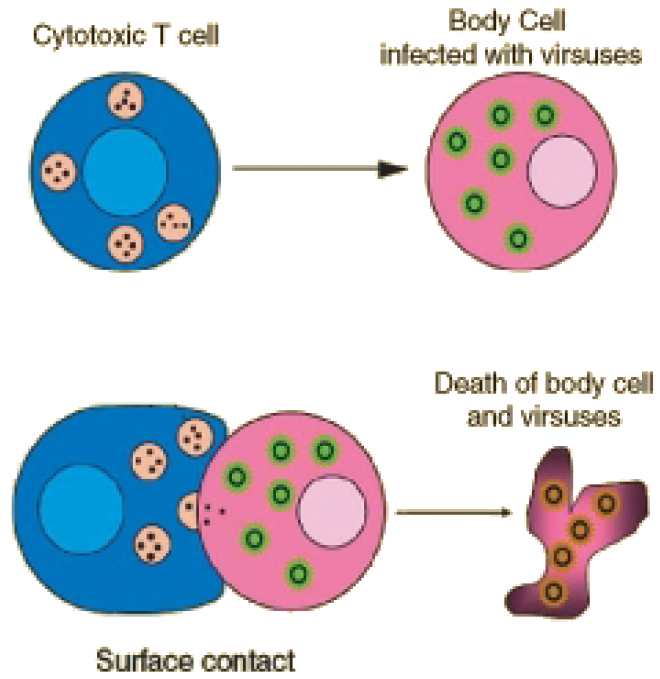 Cytotoxic T cell
Body Cell
infected with virsuses
Death of body cell
and virsuses
Surface contact